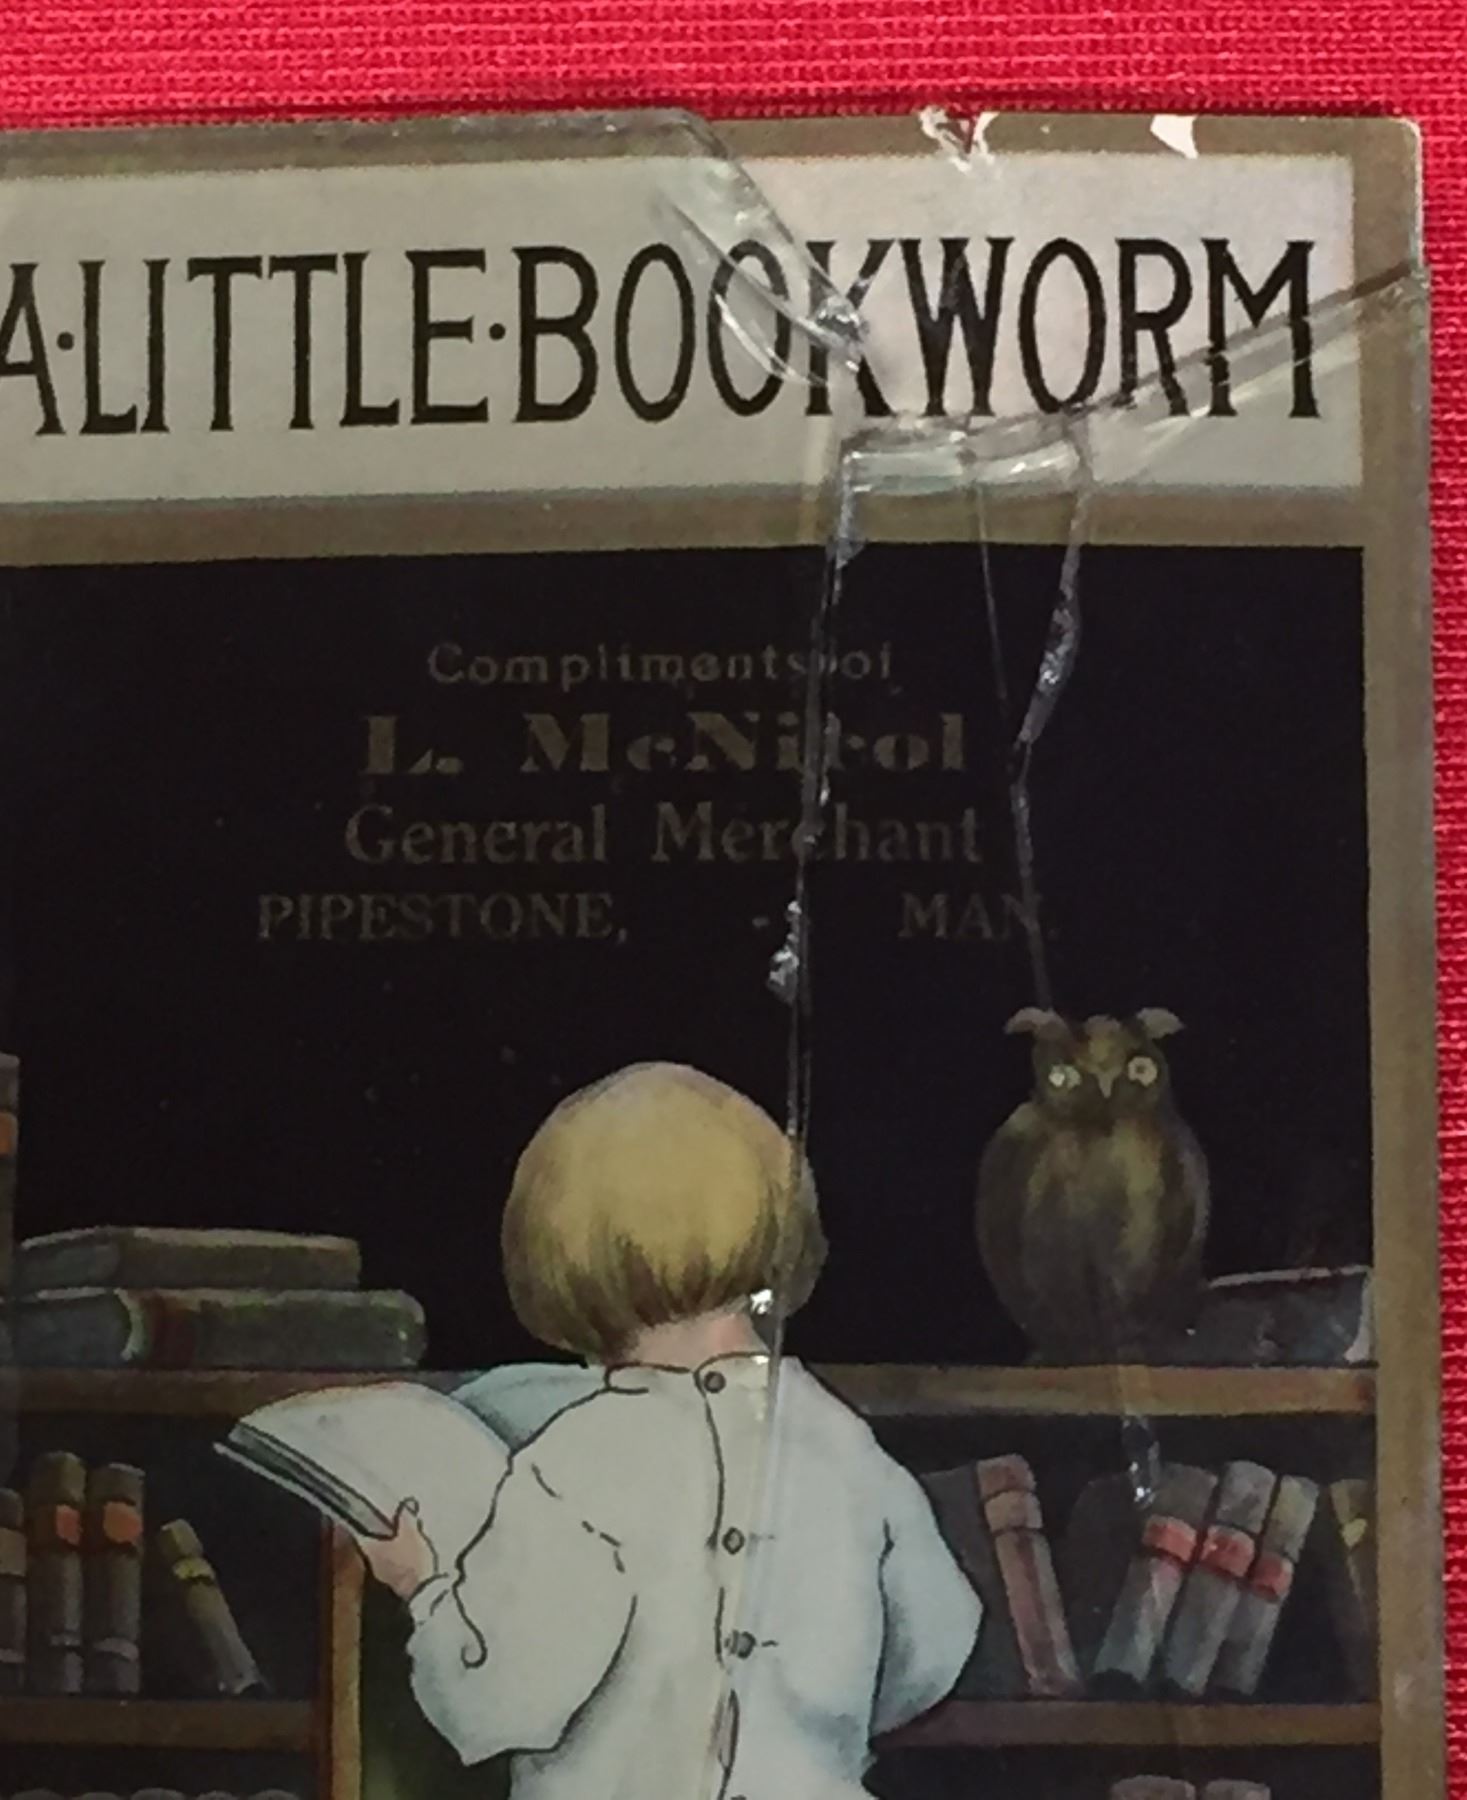 A·LITTLE·BOOKWORM
Compliments of
L. McNicol
General Merchant
PIPESTONE, - MAN.